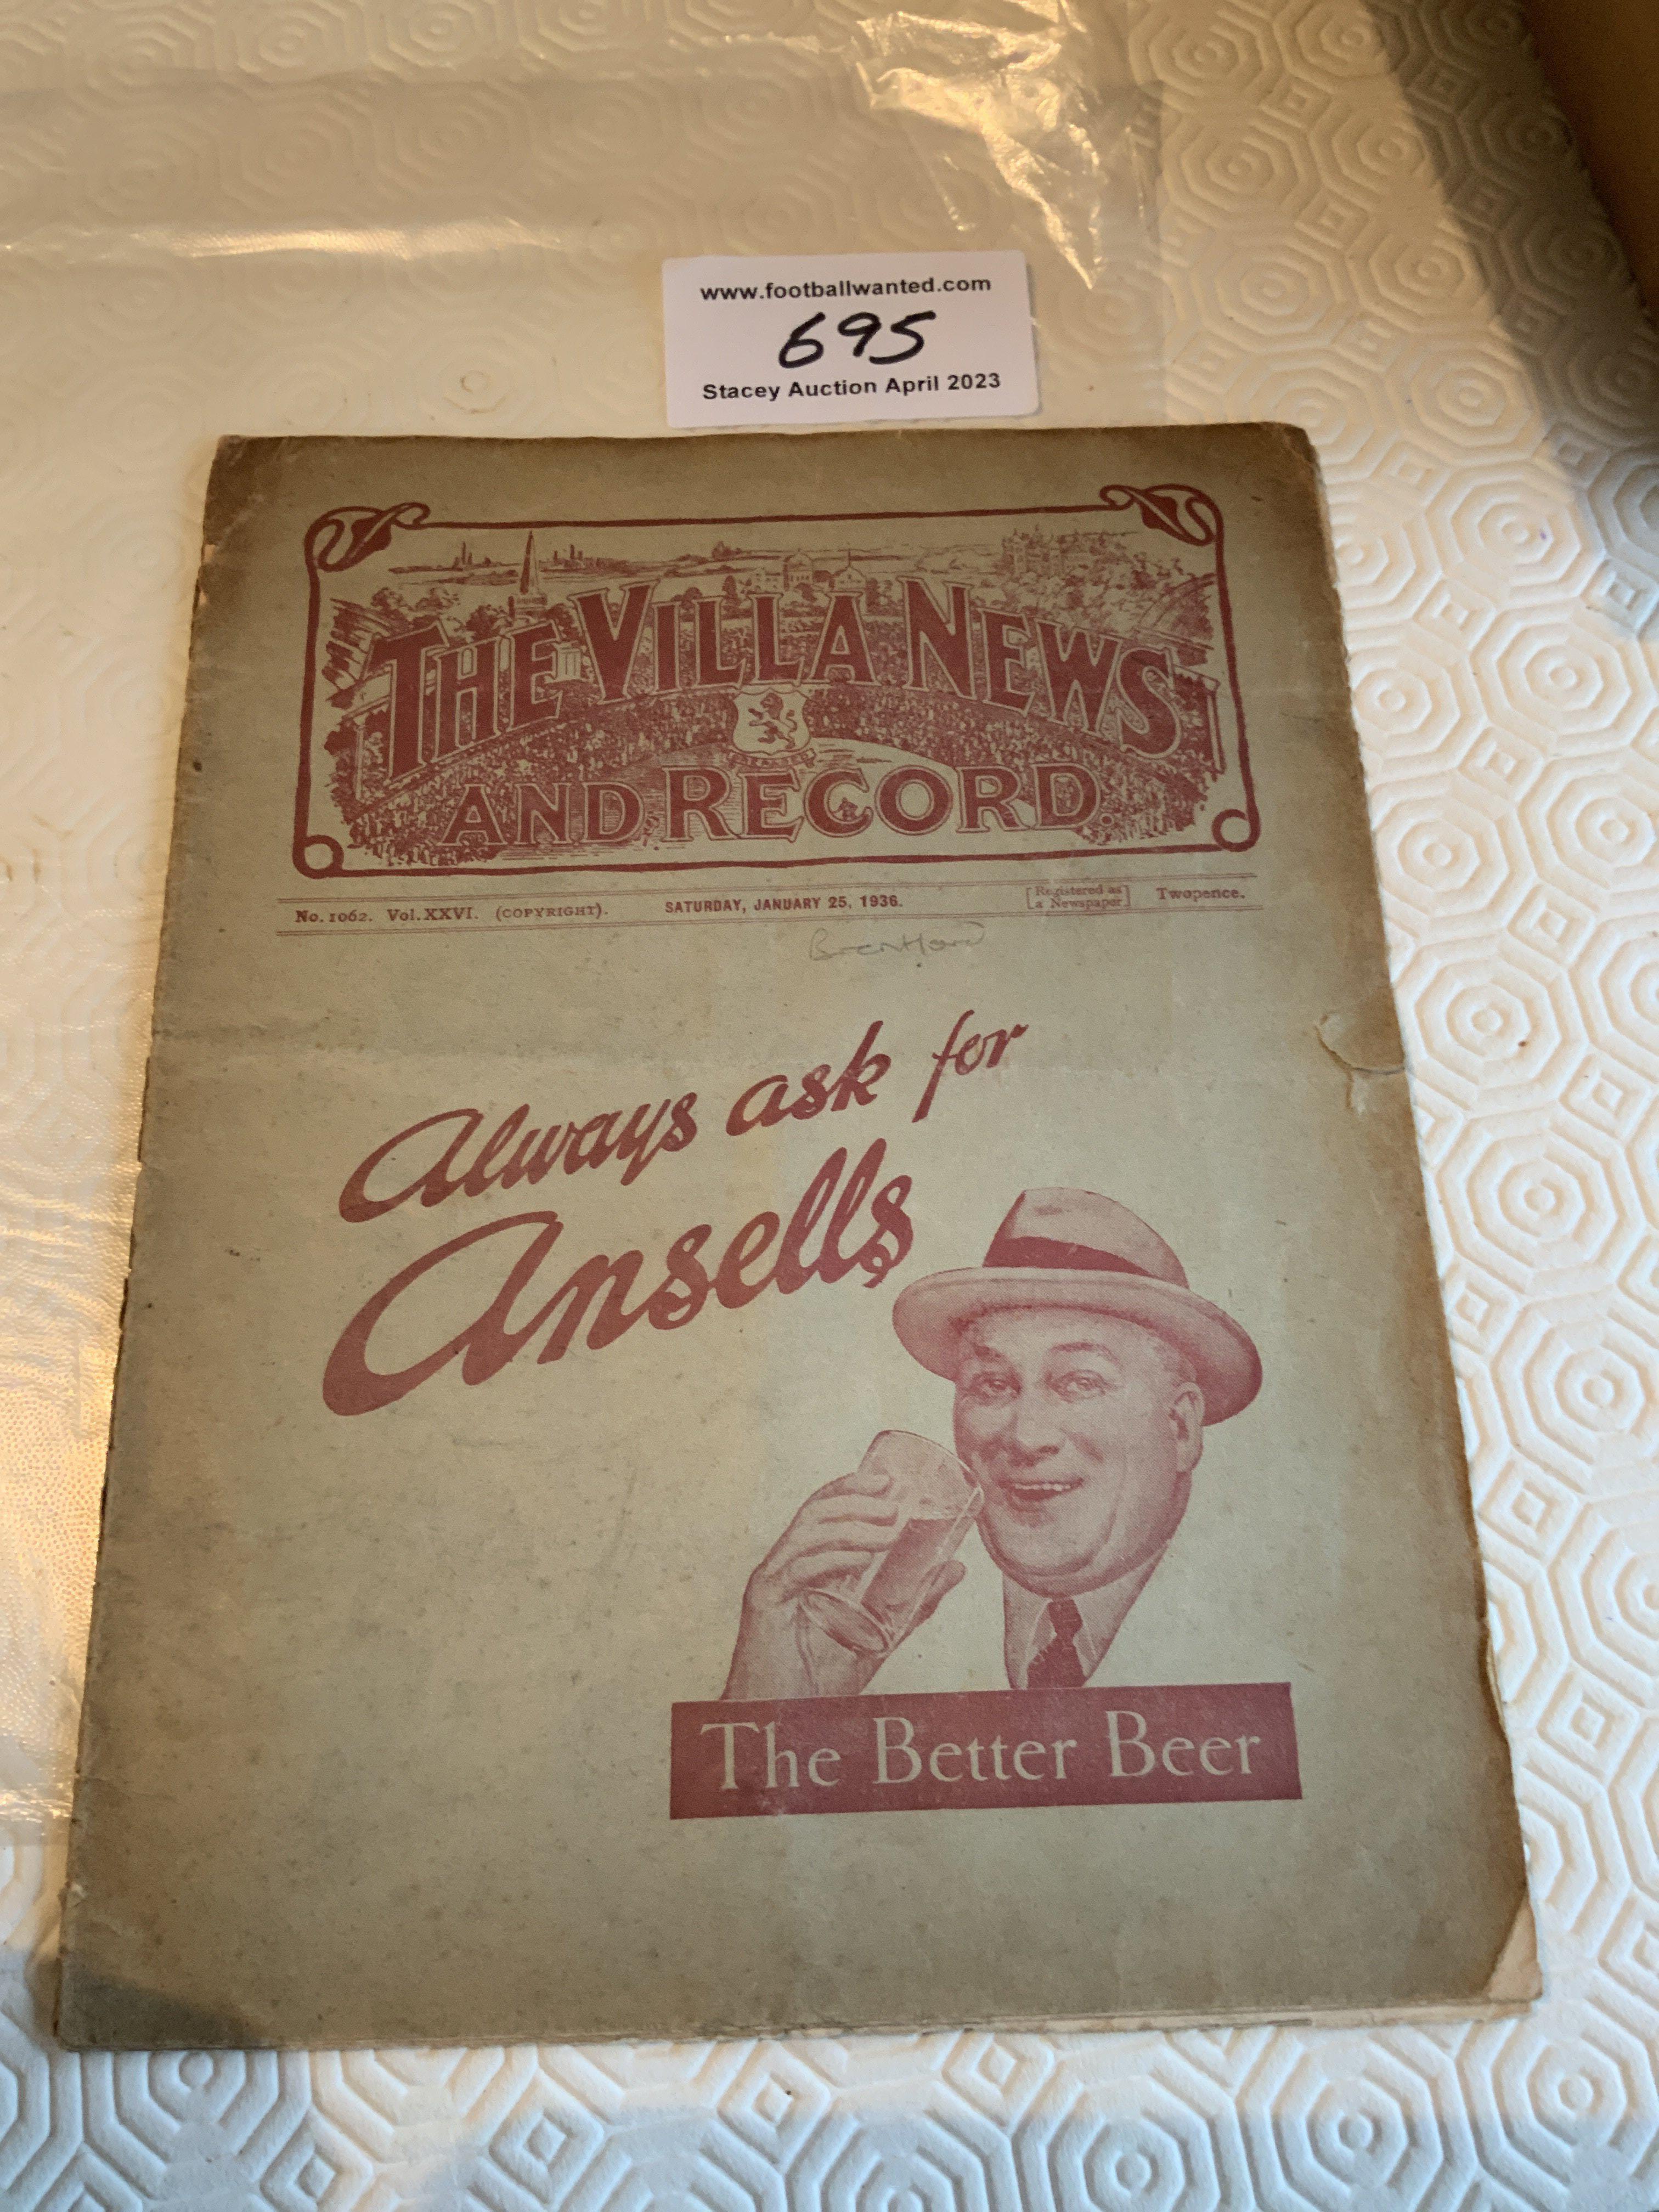 www.footballwanted.com
695
Stacey Auction April 2023
THE VILLA NEWS
AND RECORD.
No. 1062. Vol. XXVI. (COPYRIGHT). SATURDAY, JANUARY 25, 1936. [Registered as a Newspaper] Twopence.
Brentford
Always ask for
Ansells
The Better Beer